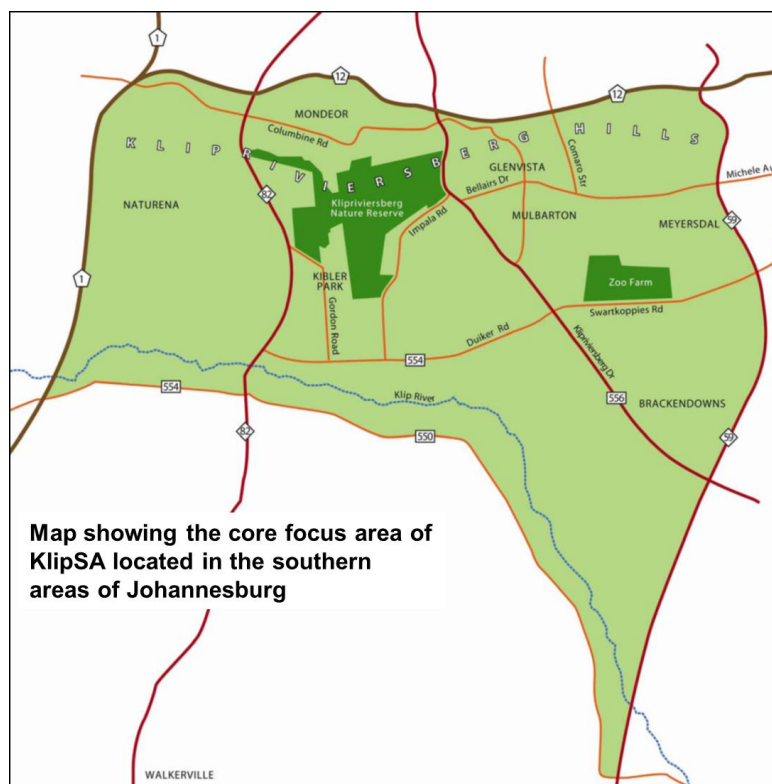 1
12
12
MONDEOR
Columbine Rd
KLIPRIVIERSBERG HILLS
GLENVISTA
Comaro Str
Michele Av
Bellairs Dr
82
NATURENA
Klipriviersberg
Nature Reserve
Impala Rd
MULBARTON
MEYERSDAL
59
1
KIBLER
PARK
Zoo Farm
Gordon Road
Swartkoppies Rd
Duiker Rd
Klipriviersberg Dr
554
554
Klip River
556
BRACKENDOWNS
82
550
59
Map showing the core focus area of
KlipSA located in the southern
areas of Johannesburg
WALKERVILLE